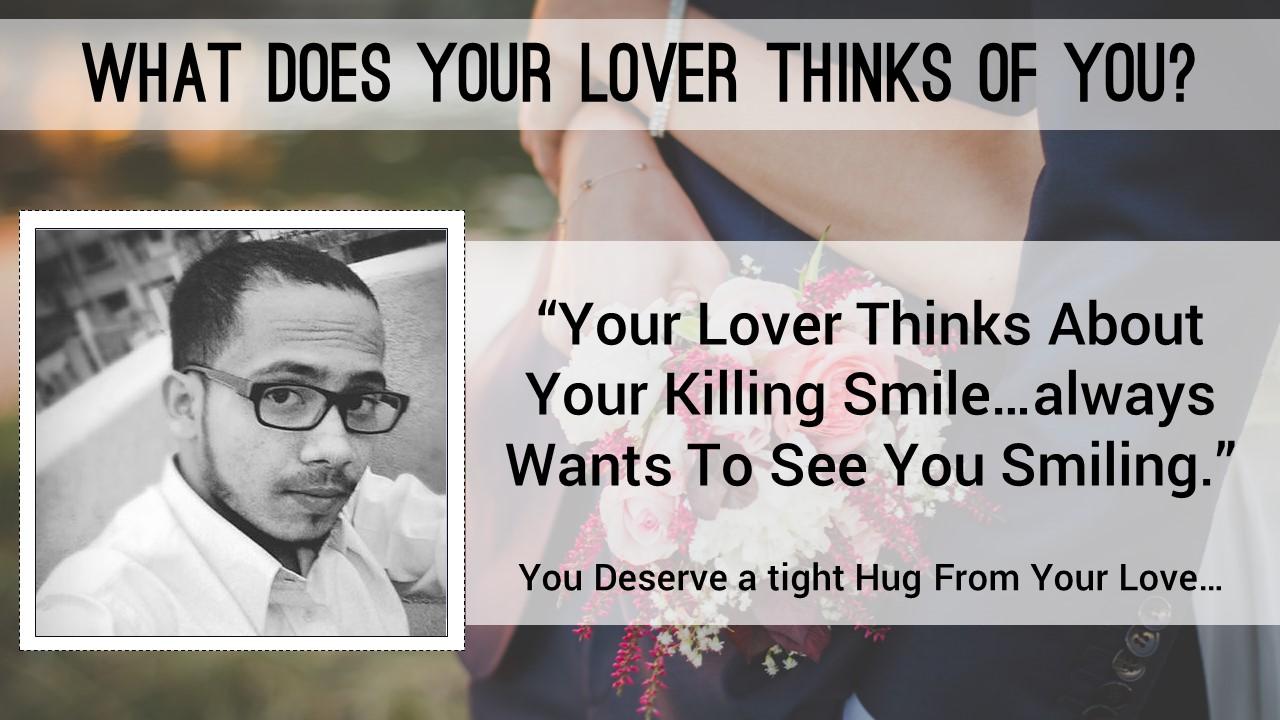 WHAT DOES YOUR LOVER THINKS OF YOU?
“Your Lover Thinks About
Your Killing Smile...always
Wants To See You Smiling.”
You Deserve a tight Hug From Your Love...